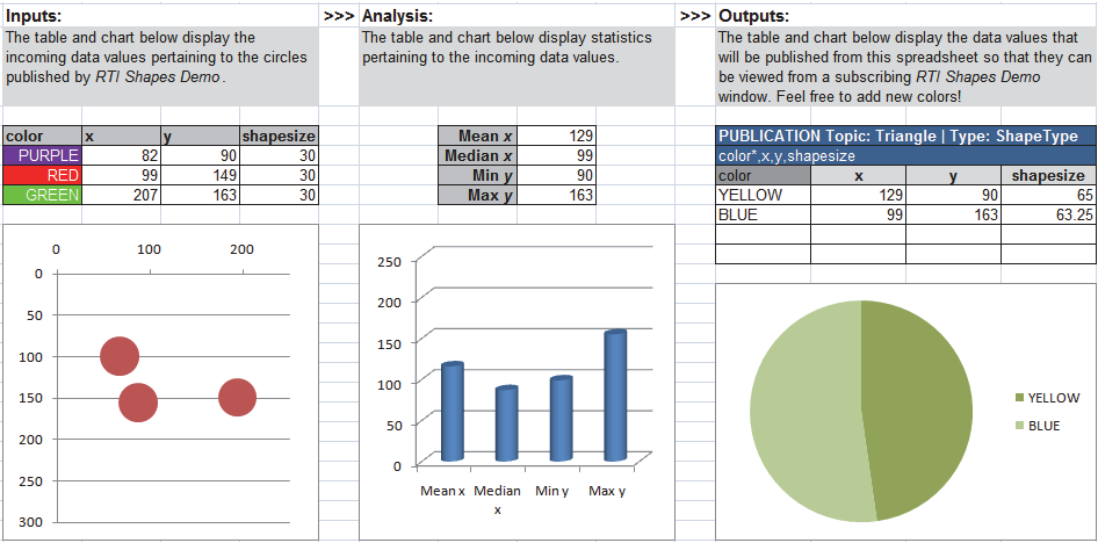 Inputs:
The table and chart below display the
incoming data values pertaining to the circles
published by RTI Shapes Demo.
color x y shapesize
PURPLE 82 90 30
RED 99 149 30
GREEN 207 163 30
0 100 200
0
50
100
150
200
250
300
>>> Analysis:
The table and chart below display statistics
pertaining to the incoming data values.
Mean x 129
Median x 99
Min y 90
Max y 163
250
200
150
100
50
0
Mean x Median Min y Max y
x
>>> Outputs:
The table and chart below display the data values that
will be published from this spreadsheet so that they can
be viewed from a subscribing RTI Shapes Demo
window. Feel free to add new colors!
PUBLICATION Topic: Triangle | Type: ShapeType
color*,x,y,shapesize
color x y shapesize
YELLOW 129 90 65
BLUE 99 163 63.25
YELLOW
BLUE